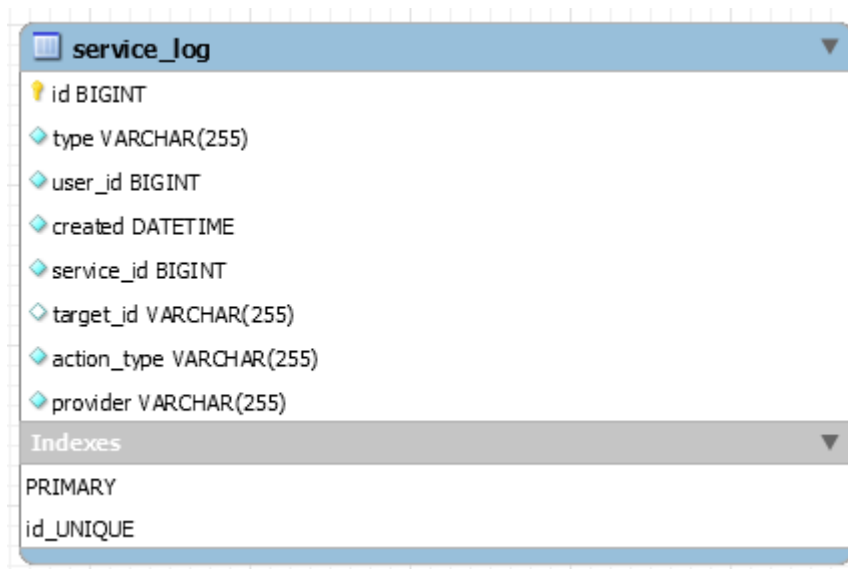 service_log
id BIGINT
type VARCHAR(255)
user_id BIGINT
created DATETIME
service_id BIGINT
target_id VARCHAR(255)
action_type VARCHAR(255)
provider VARCHAR(255)
Indexes
PRIMARY
id_UNIQUE